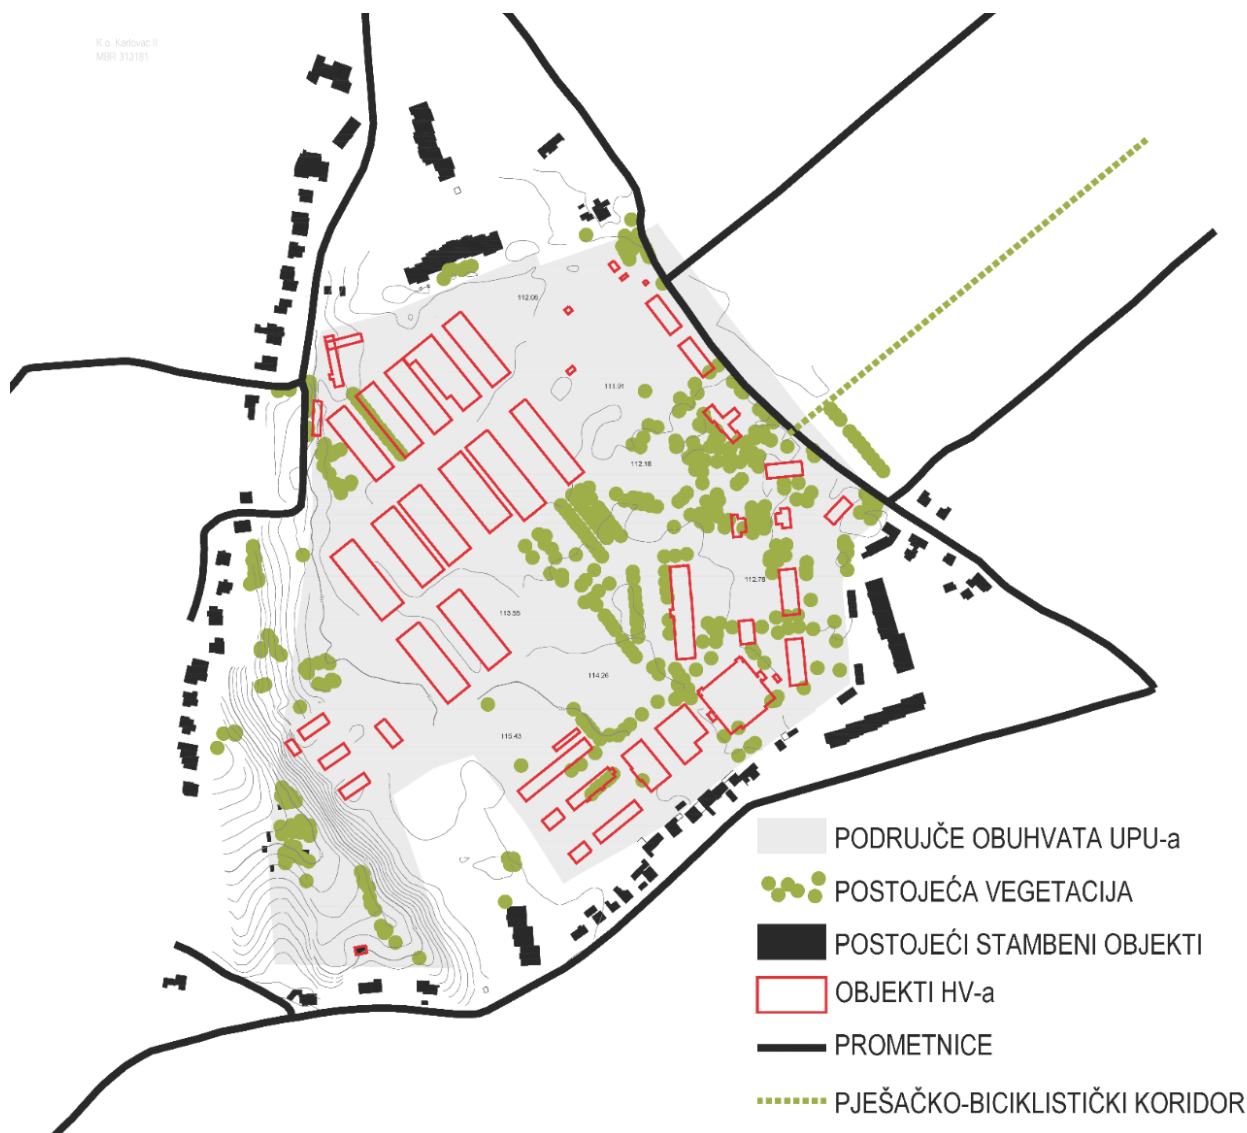 K.o. Karlovac II
MBR 313181
112.06
111.91
112.18
112.78
113.55
114.26
115.43
PODRUJČE OBUHVATA UPU-a
POSTOJEĆA VEGETACIJA
POSTOJEĆI STAMBENI OBJEKTI
OBJEKTI HV-a
PROMETNICE
PJEŠAČKO-BICIKLISTIČKI KORIDOR